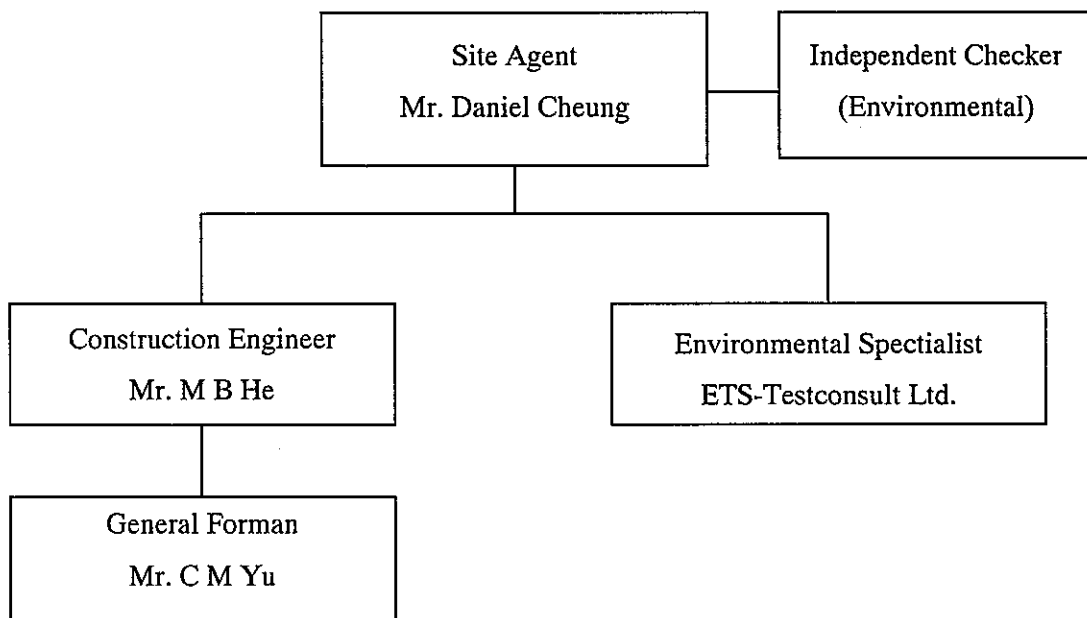 Site Agent
Mr. Daniel Cheung
Independent Checker
(Environmental)
Construction Engineer
Mr. M B He
Environmental Spectialist
ETS-Testconsult Ltd.
General Forman
Mr. C M Yu